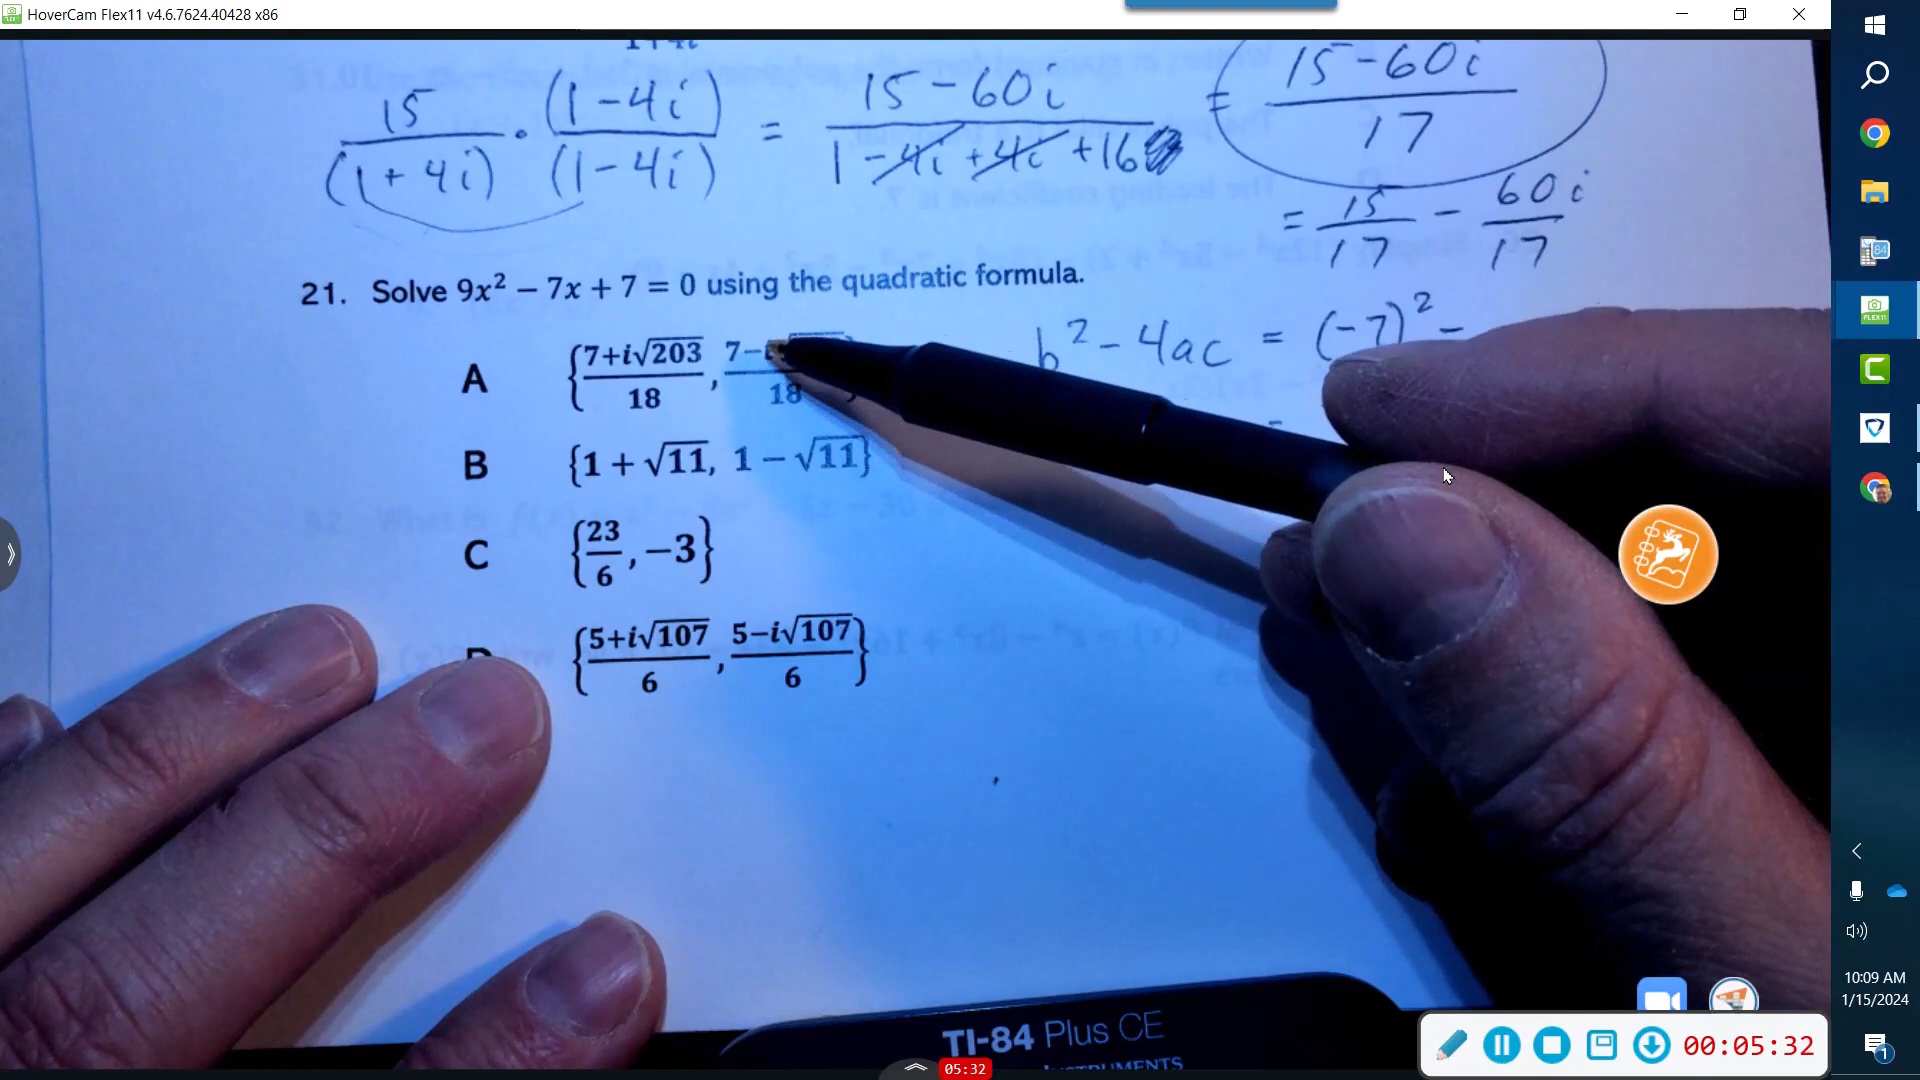 HoverCam Flex11 v4.6.7624.40428 x86
15/(1+4i) · (1-4i)/(1-4i) = 15-60i/1-4i+4i+16 = 15-60i/17
= 15/17 - 60i/17
21. Solve 9x² − 7x + 7 = 0 using the quadratic formula.
b² - 4ac = (-7)² -
A {7+i√203/18, 7−
18
B {1 + √11, 1 − √11}
C {23/6, −3}
{5+i√107/6, 5−i√107/6}
TI-84 Plus CE
05:32
00:05:32
84
FLEX11
10:09 AM
1/15/2024
1